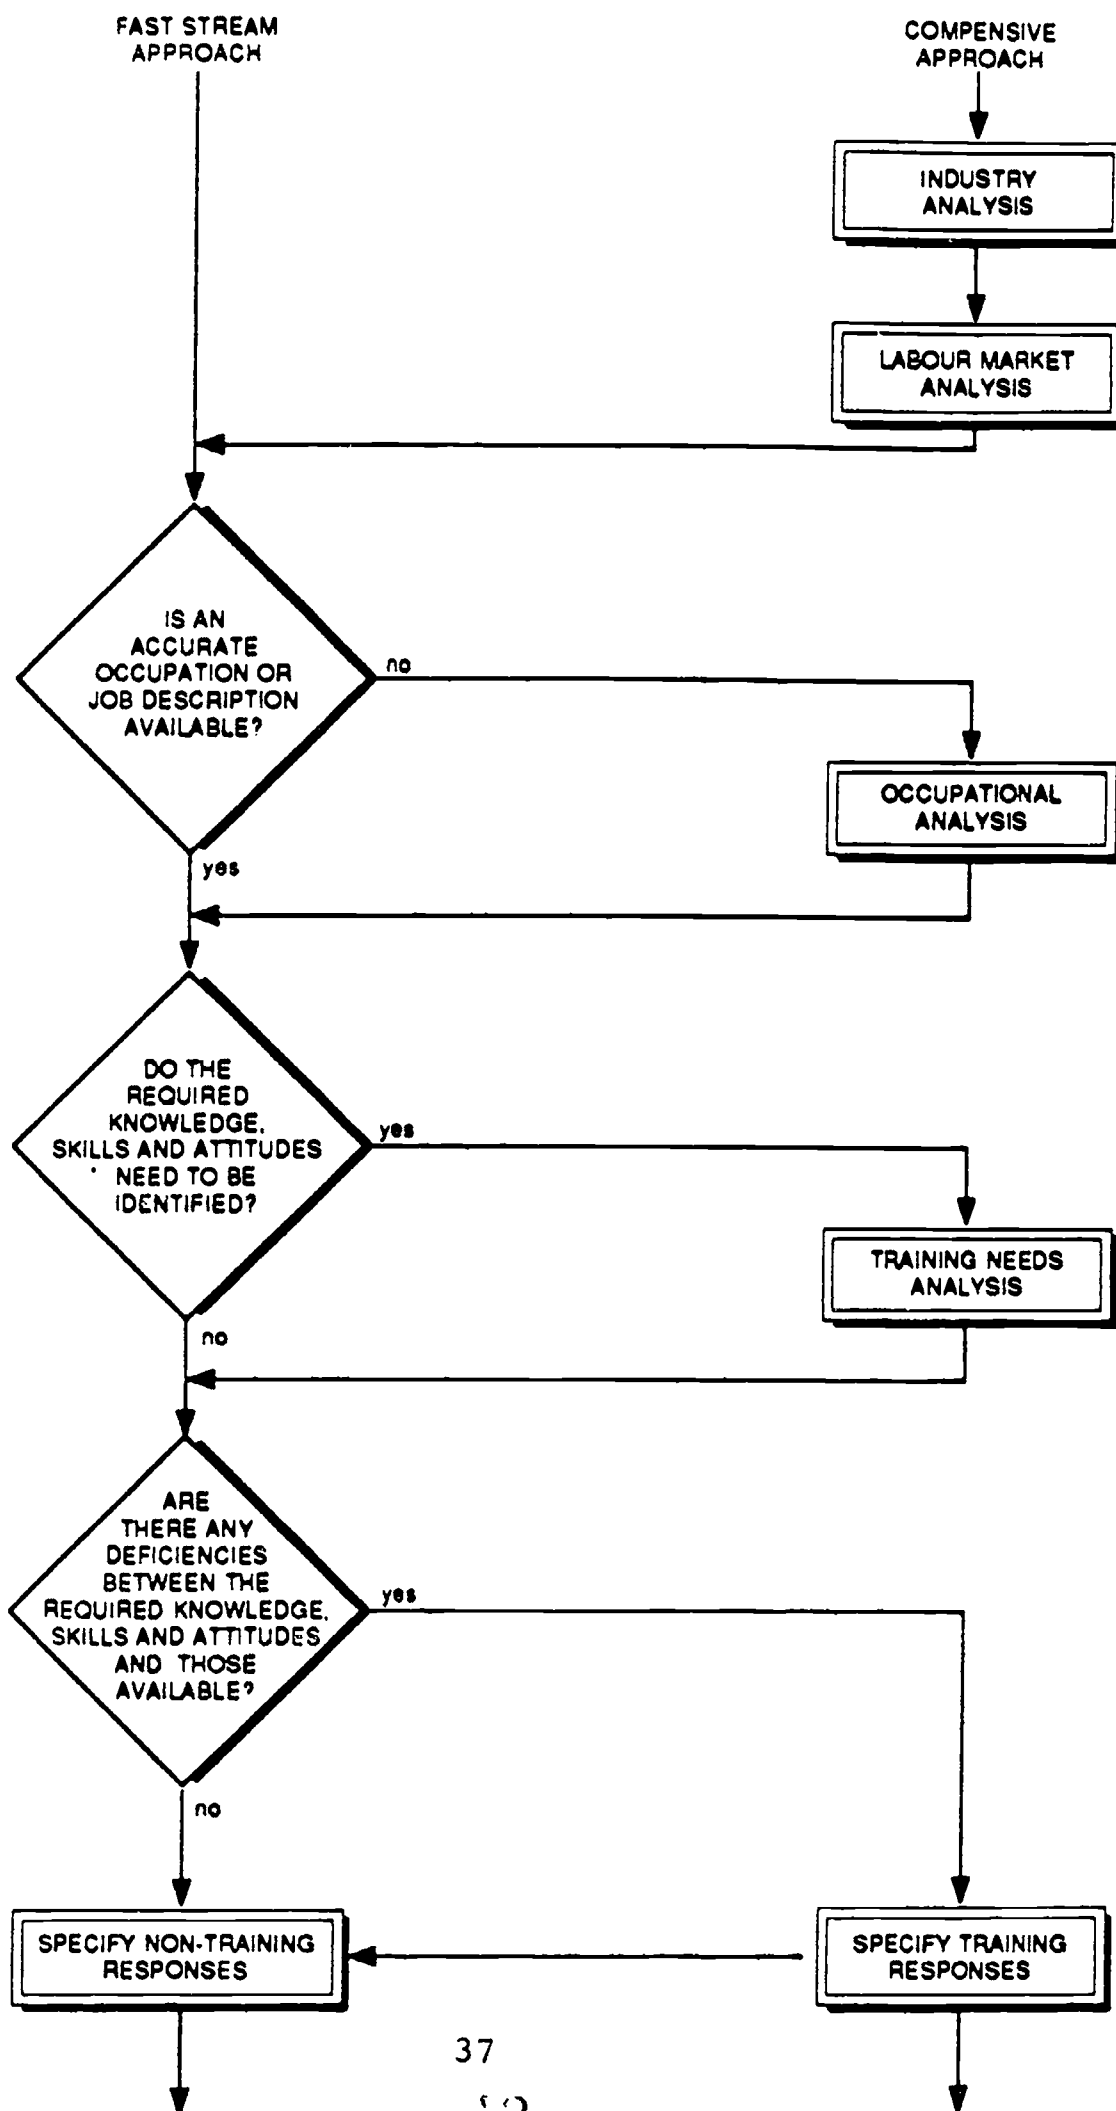 FAST STREAM
APPROACH
COMPENSIVE
APPROACH
INDUSTRY
ANALYSIS
LABOUR MARKET
ANALYSIS
IS AN
ACCURATE
OCCUPATION OR
JOB DESCRIPTION
AVAILABLE?
no
OCCUPATIONAL
ANALYSIS
yes
DO THE
REQUIRED
KNOWLEDGE,
SKILLS AND ATTITUDES
NEED TO BE
IDENTIFIED?
yes
TRAINING NEEDS
ANALYSIS
no
ARE
THERE ANY
DEFICIENCIES
BETWEEN THE
REQUIRED KNOWLEDGE,
SKILLS AND ATTITUDES
AND THOSE
AVAILABLE?
yes
no
SPECIFY NON-TRAINING
RESPONSES
SPECIFY TRAINING
RESPONSES
37